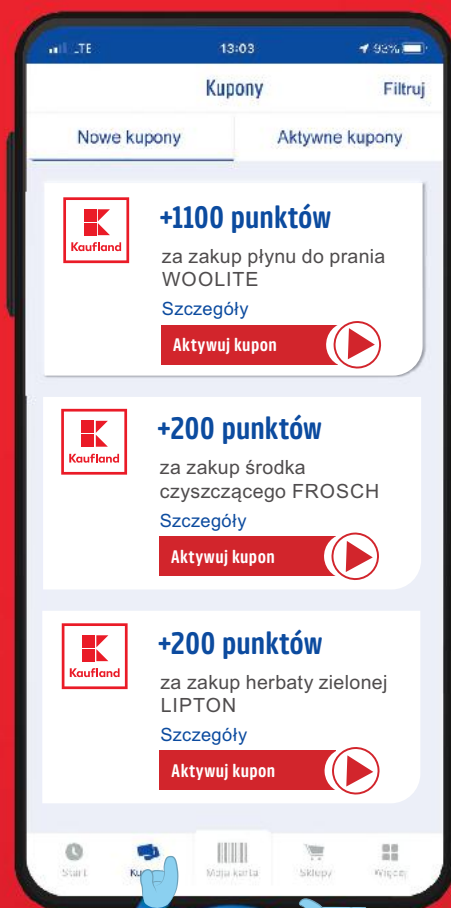 13:03
93%
Kupony
Filtruj
Nowe kupony
Aktywne kupony
Kaufland
+1100 punktów
za zakup płynu do prania
WOOLITE
Szczegóły
Aktywuj kupon
Kaufland
+200 punktów
za zakup środka
czyszczącego FROSCH
Szczegóły
Aktywuj kupon
Kaufland
+200 punktów
za zakup herbaty zielonej
LIPTON
Szczegóły
Aktywuj kupon
Start
Moja karta
Sklepy
Więcej